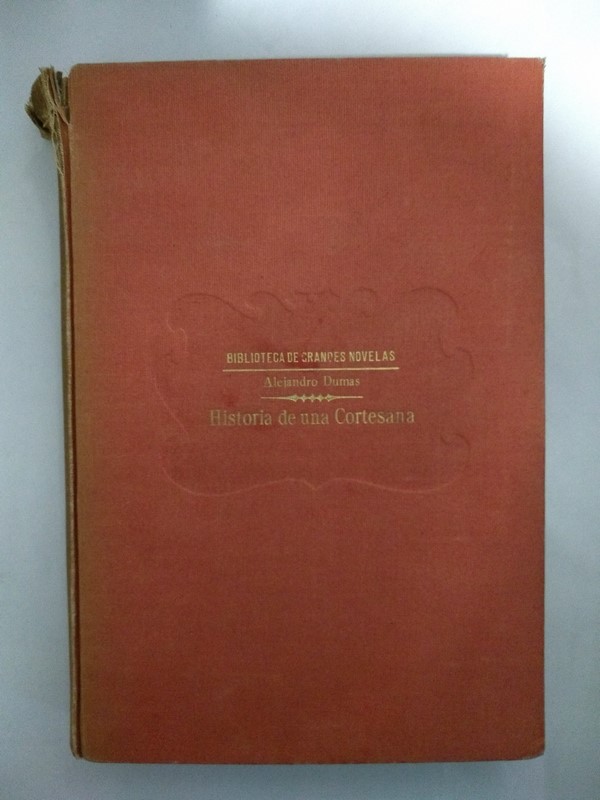 BIBLIOTECA DE GRANDES NOVELAS
Alejandro Dumas
Historia de una Cortesana